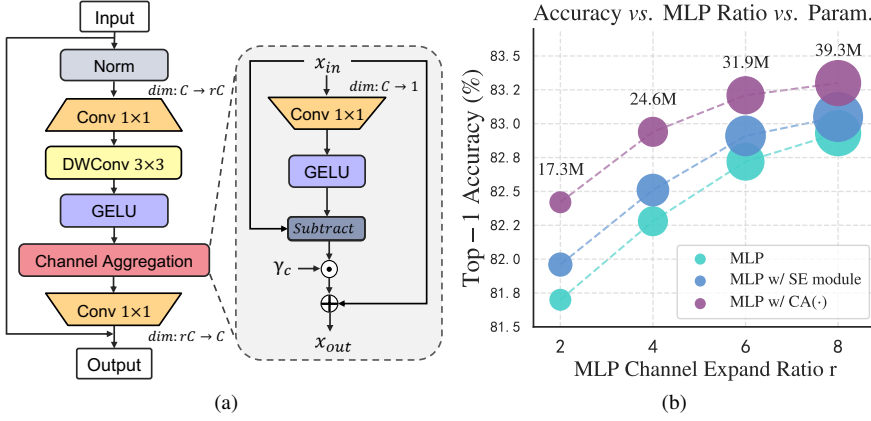 Input
Norm
dim: C → rC
Conv 1×1
DWConv 3×3
GELU
Channel Aggregation
Conv 1×1
dim: rC → C
Output
x_in
dim: C → 1
Conv 1×1
GELU
Subtract
γ_c
x_out
(a)
Accuracy vs. MLP Ratio vs. Param.
Top−1 Accuracy (%)
83.5
83.2
83.0
82.8
82.5
82.2
82.0
81.8
81.5
17.3M
24.6M
31.9M
39.3M
MLP
MLP w/ SE module
MLP w/ CA(·)
2 4 6 8
MLP Channel Expand Ratio r
(b)